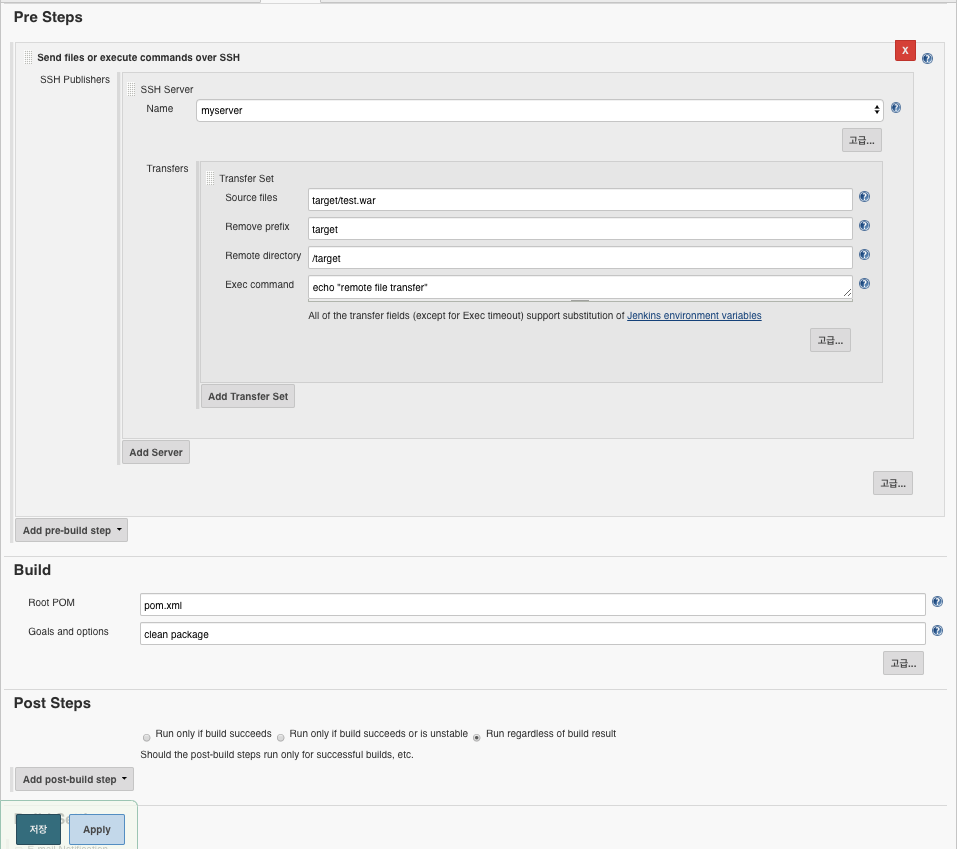 Pre Steps
Send files or execute commands over SSH
X
SSH Publishers
SSH Server
Name
myserver
고급...
Transfers
Transfer Set
Source files
target/test.war
Remove prefix
target
Remote directory
/target
Exec command
echo "remote file transfer"
All of the transfer fields (except for Exec timeout) support substitution of Jenkins environment variables
고급...
Add Transfer Set
Add Server
고급...
Add pre-build step
Build
Root POM
pom.xml
Goals and options
clean package
고급...
Post Steps
Run only if build succeeds Run only if build succeeds or is unstable Run regardless of build result
Should the post-build steps run only for successful builds, etc.
Add post-build step
저장 Apply
E-mail Notification